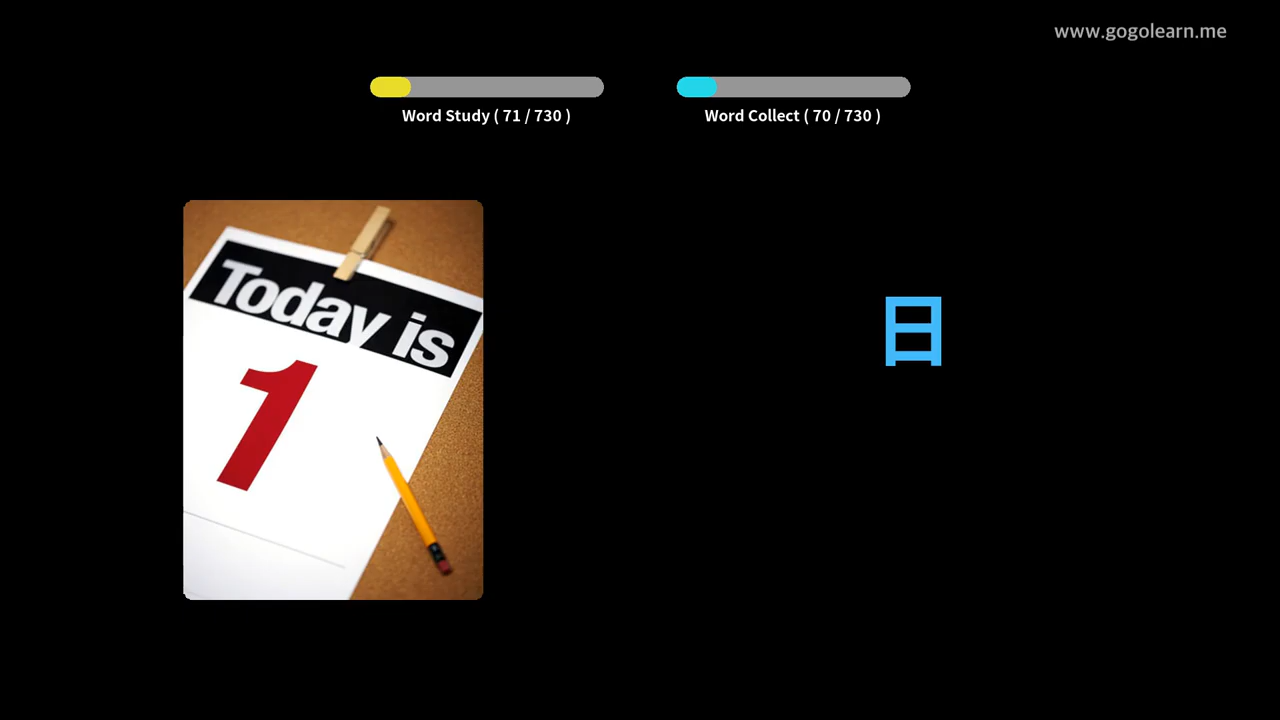 www.gogolearn.me
Word Study ( 71 / 730 )
Word Collect ( 70 / 730 )
Today is
1
日